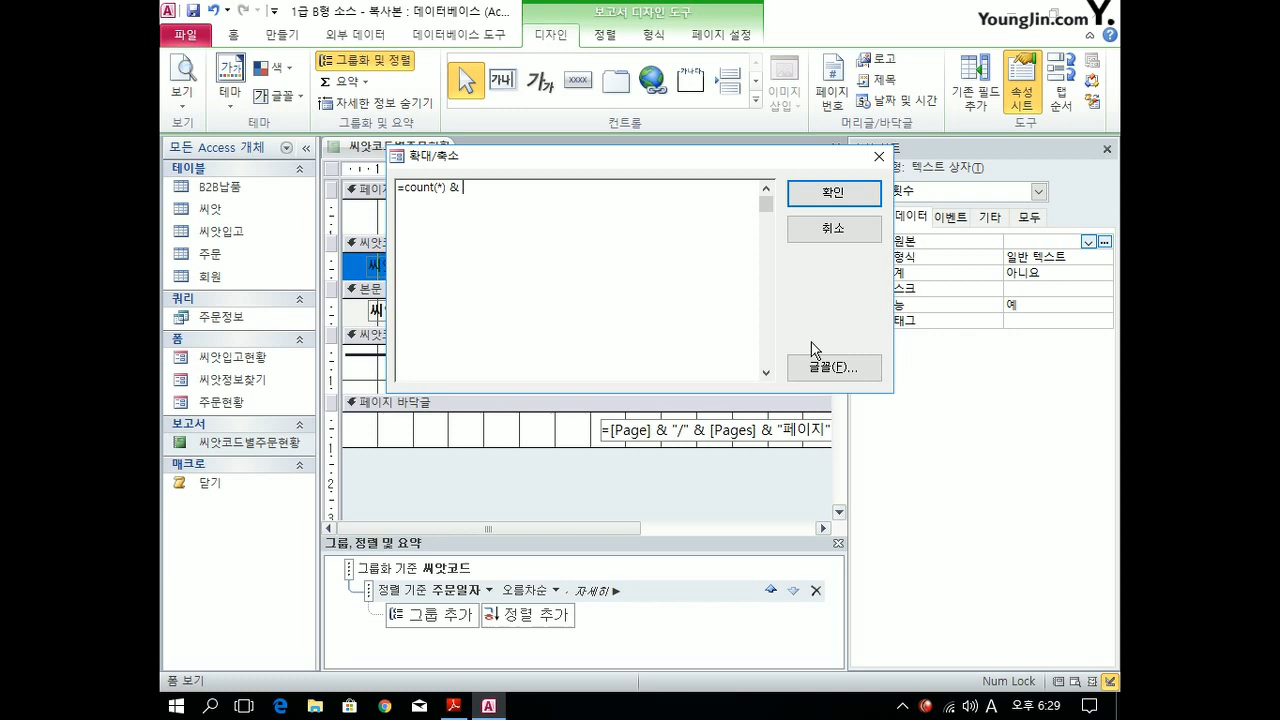 1급 B형 소스 - 복사본 : 데이터베이스 (Ac...
보고서 디자인 도구
YoungJin.com Y.
파일
홈
만들기
외부 데이터
데이터베이스 도구
디자인
정렬
형식
페이지 설정
보기
테마
색
글꼴
그룹화 및 정렬
Σ 요약
자세한 정보 숨기기
이미지
삽입
페이지
번호
로고
제목
날짜 및 시간
기존 필드
추가
속성
시트
탭
순서
보기
테마
그룹화 및 요약
컨트롤
머리글/바닥글
도구
모든 Access 개체
테이블
B2B납품
씨앗
씨앗입고
주문
회원
쿼리
주문정보
폼
씨앗입고현황
씨앗정보찾기
주문현황
보고서
씨앗코드별주문현황
매크로
닫기
확대/축소
=count(*) &
확인
취소
글꼴(F)...
본문
페이지 바닥글
=[Page] & "/" & [Pages] & "페이지"
형: 텍스트 상자(T)
횟수
데이터
이벤트
기타
모두
원본
형식
일반 텍스트
계
아니요
스크
능
예
태그
그룹, 정렬 및 요약
그룹화 기준 씨앗코드
정렬 기준 주문일자
오름차순
, 자세히
그룹 추가
정렬 추가
폼 보기
Num Lock
A
오후 6:29